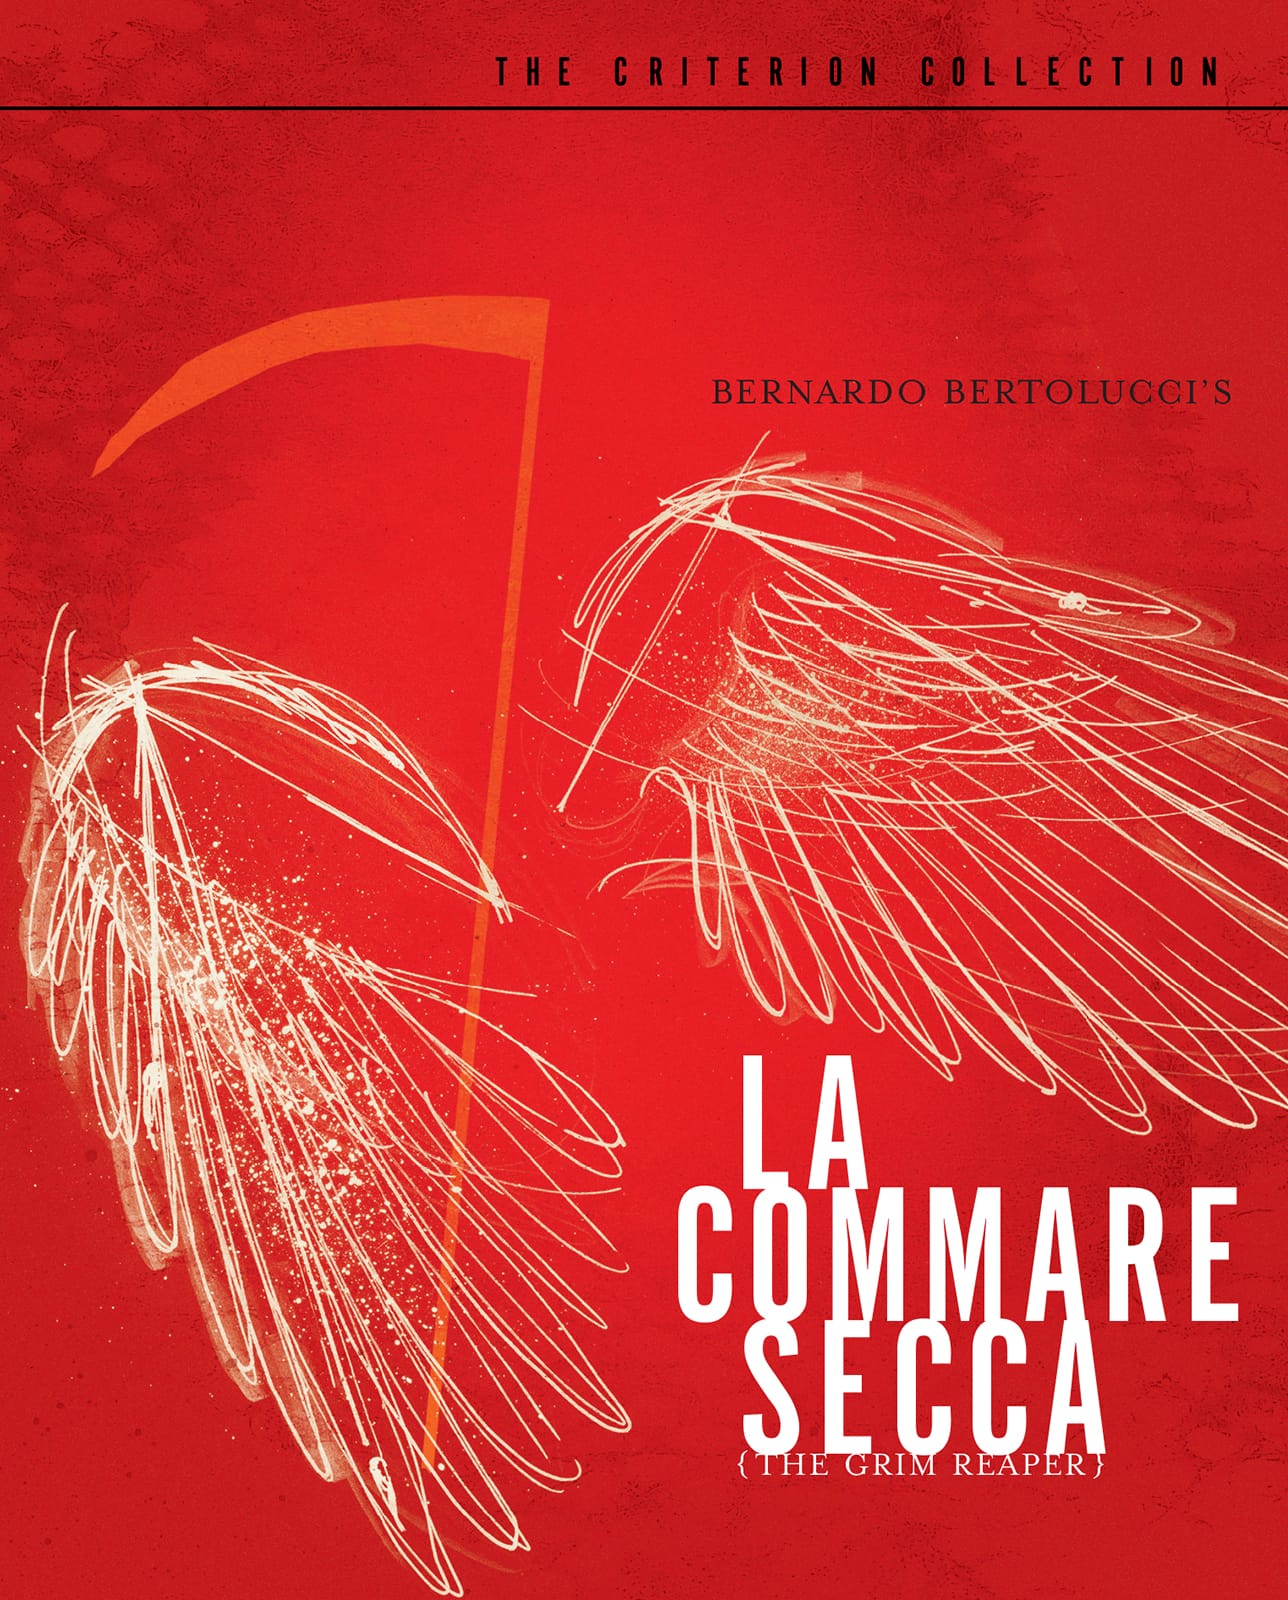 THE CRITERION COLLECTION
BERNARDO BERTOLUCCI’S
LA
COMMARE
SECCA
{THE GRIM REAPER}